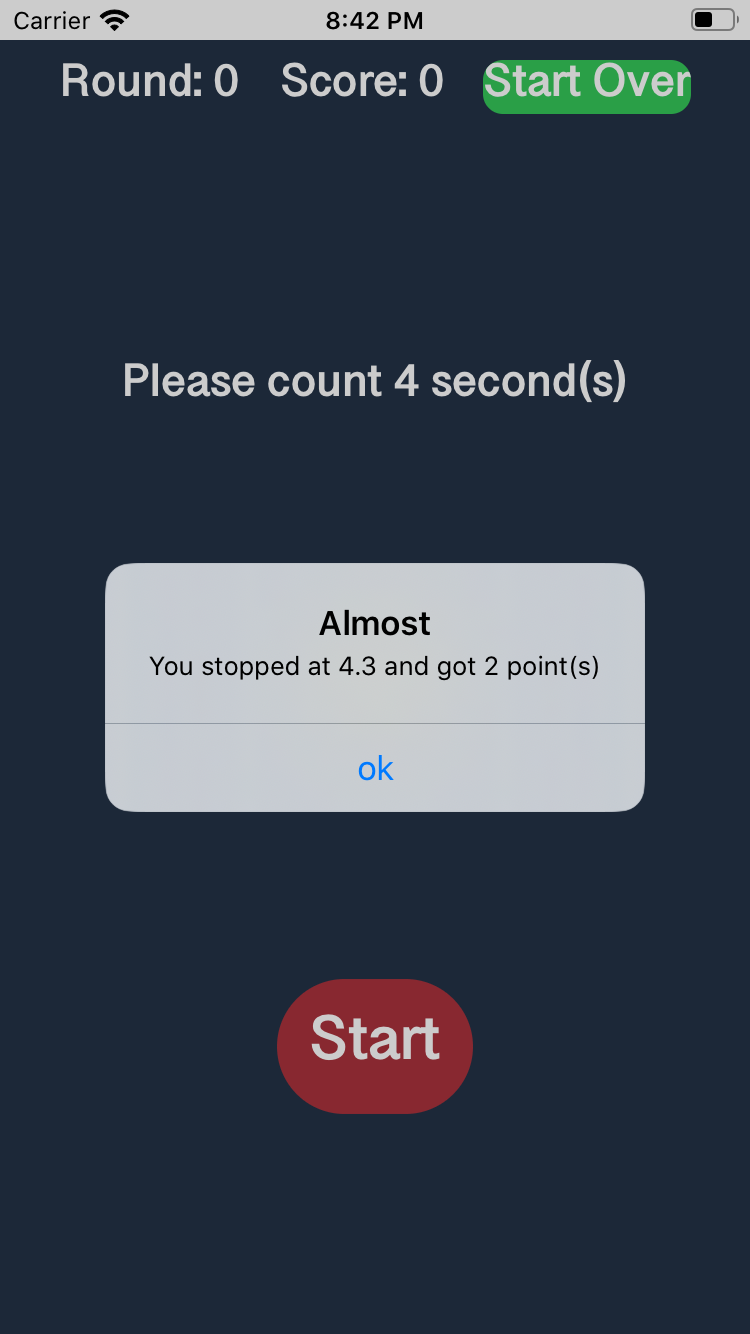 Carrier 8:42 PM
Round: 0 Score: 0 Start Over
Please count 4 second(s)
Almost
You stopped at 4.3 and got 2 point(s)
ok
Start